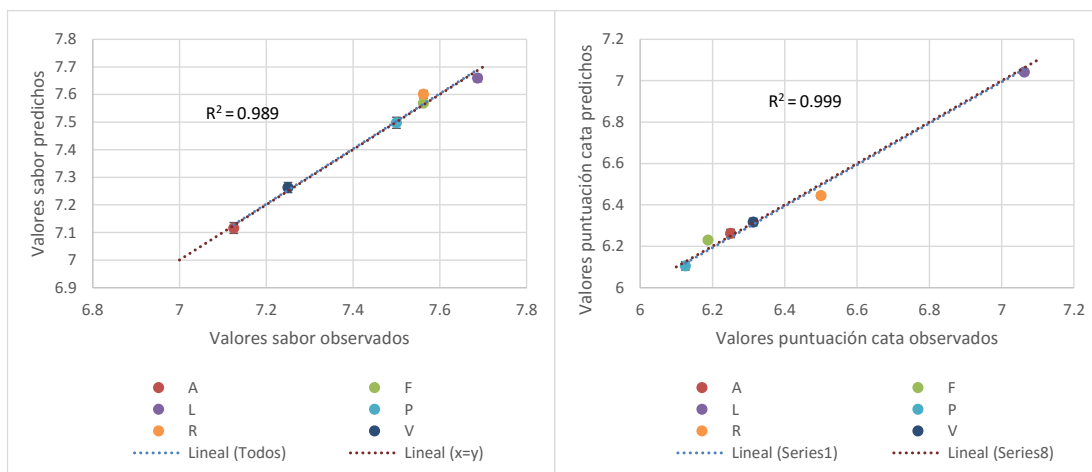 7.8
7.7
7.6
7.5
7.4
7.3
7.2
7.1
7
6.9
Valores sabor predichos
R² = 0.989
6.8 7 7.2 7.4 7.6 7.8
Valores sabor observados
A F
L P
R V
Lineal (Todos) Lineal (x=y)
7.2
7
6.8
6.6
6.4
6.2
6
Valores puntuación cata predichos
R² = 0.999
6 6.2 6.4 6.6 6.8 7 7.2
Valores puntuación cata observados
A F
L P
R V
Lineal (Series1) Lineal (Series8)